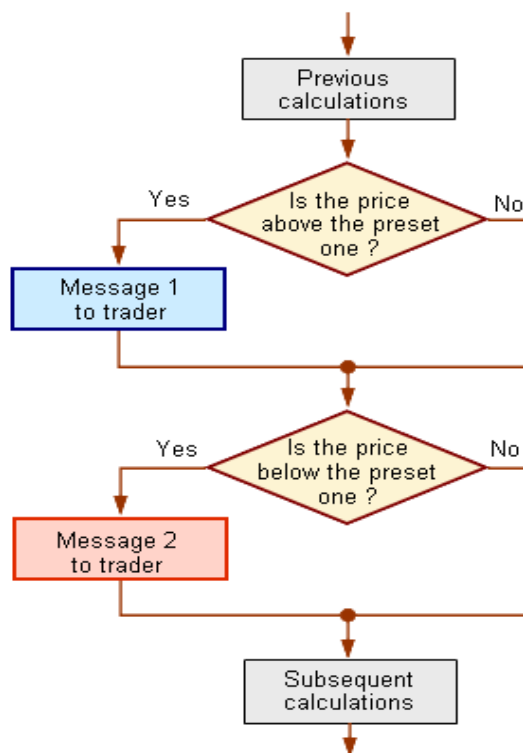 Previous
calculations
Yes
Is the price
above the preset
one ?
No
Message 1
to trader
Yes
Is the price
below the preset
one ?
No
Message 2
to trader
Subsequent
calculations